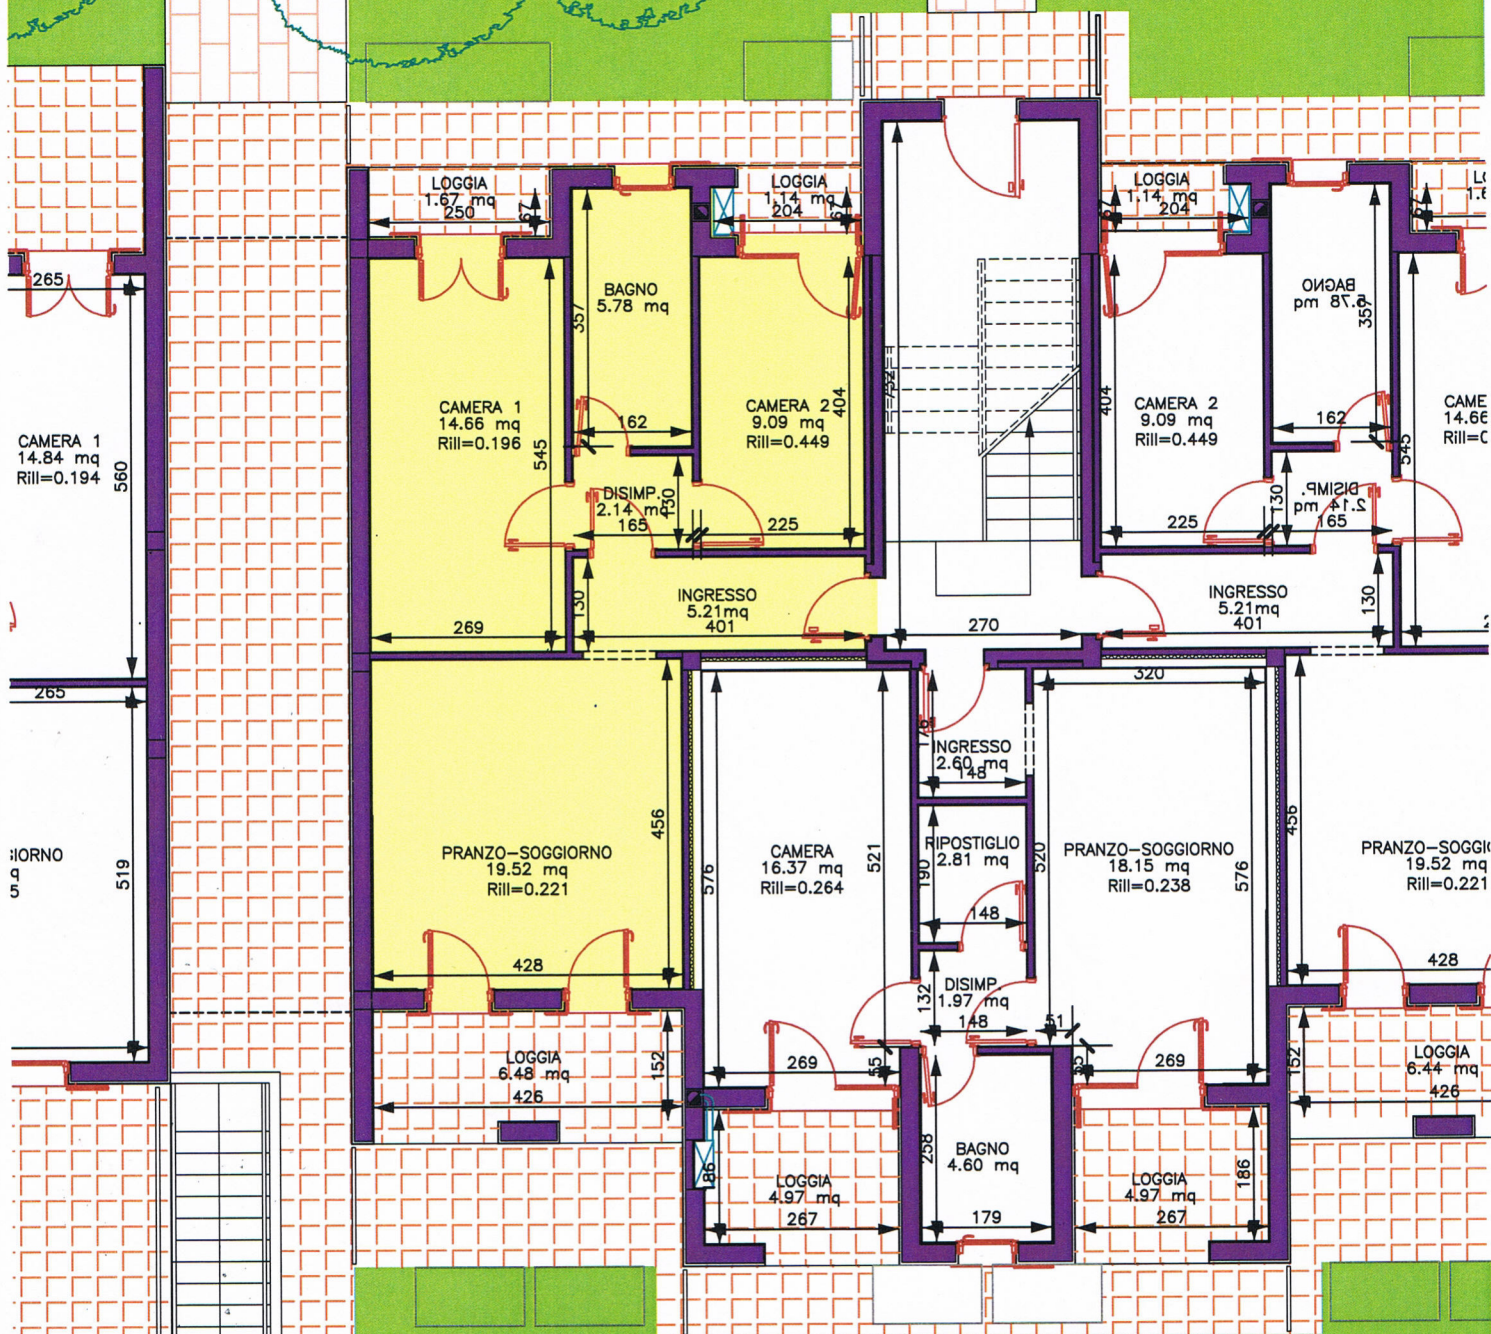 265
CAMERA 1
14.84 mq
Rill=0.194
560
265
519
LOGGIA
1.67 mq
250
67
CAMERA 1
14.66 mq
Rill=0.196
545
269
BAGNO
5.78 mq
357
162
LOGGIA
1.14 mq
204
67
CAMERA 2
9.09 mq
Rill=0.449
404
225
DISIMP.
2.14 mq
130
165
INGRESSO
5.21mq
401
130
PRANZO-SOGGIORNO
19.52 mq
Rill=0.221
456
428
LOGGIA
6.48 mq
426
152
270
LOGGIA
1.14 mq
204
67
CAMERA 2
9.09 mq
Rill=0.449
404
225
BAGNO
5.78 mq
357
162
DISIMP.
2.14 mq
130
165
INGRESSO
5.21mq
401
130
545
CAMERA
16.37 mq
Rill=0.264
576
521
269
55
LOGGIA
4.97 mq
267
INGRESSO
2.60 mq
148
RIPOSTIGLIO
2.81 mq
190
148
DISIMP.
1.97 mq
132
148
BAGNO
4.60 mq
258
179
320
PRANZO-SOGGIORNO
18.15 mq
Rill=0.238
520
576
51
269
LOGGIA
4.97 mq
267
186
456
19.52 mq
Rill=0.221
428
LOGGIA
6.44 mq
426
152